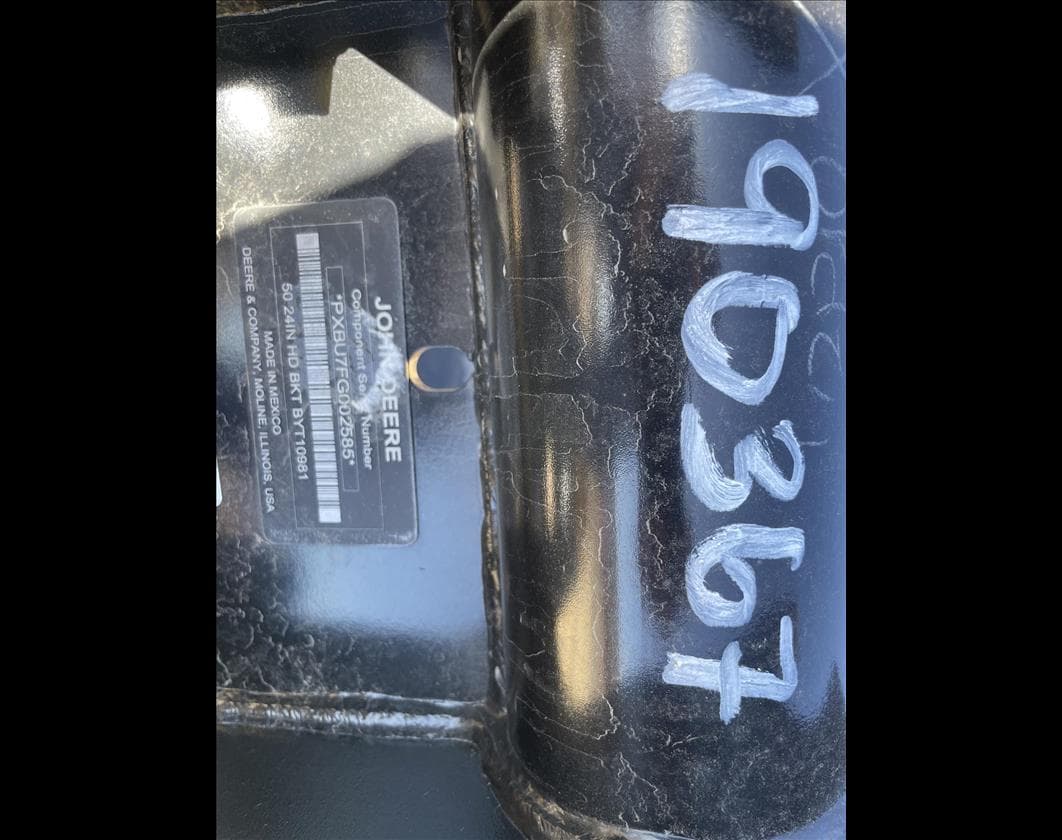 190367
JOHN DEERE
Component Serial Number
*PXBU7FG002585*
50 24IN HD BKT BYT10981
MADE IN MEXICO
DEERE & COMPANY, MOLINE, ILLINOIS, USA